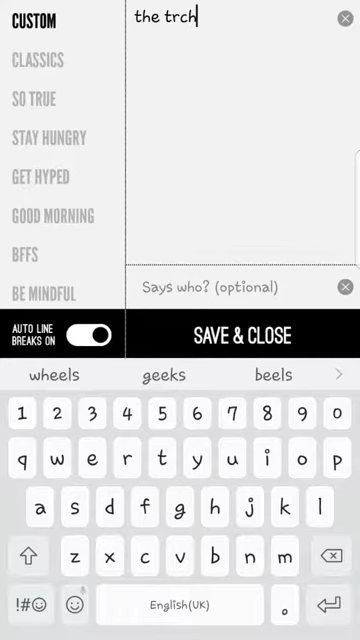 CUSTOM
the trch
CLASSICS
SO TRUE
STAY HUNGRY
GET HYPED
GOOD MORNING
BFFS
BE MINDFUL
Says who? (optional)
AUTO LINE
BREAKS ON
SAVE & CLOSE
wheels geeks beels
1 2 3 4 5 6 7 8 9 0
q w e r t y u i o p
a s d f g h j k l
z x c v b n m
!#☺ English(UK) .